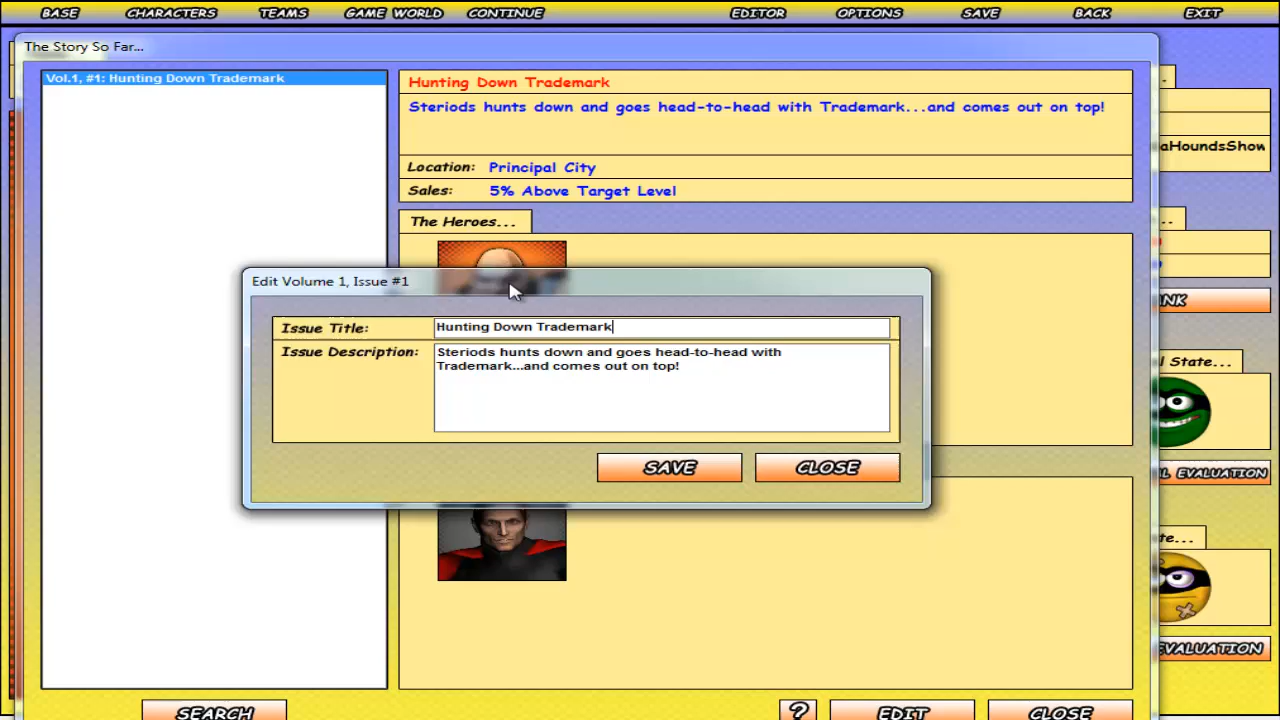 BASE CHARACTERS TEAMS GAME WORLD CONTINUE EDITOR OPTIONS SAVE BACK EXIT
The Story So Far...
Vol.1, #1: Hunting Down Trademark
Hunting Down Trademark
Steriods hunts down and goes head-to-head with Trademark...and comes out on top!
Location: Principal City
Sales: 5% Above Target Level
The Heroes...
Edit Volume 1, Issue #1
Issue Title: Hunting Down Trademark
Issue Description: Steriods hunts down and goes head-to-head with
Trademark...and comes out on top!
SAVE CLOSE
SEARCH ? EDIT CLOSE
State...
EVALUATION